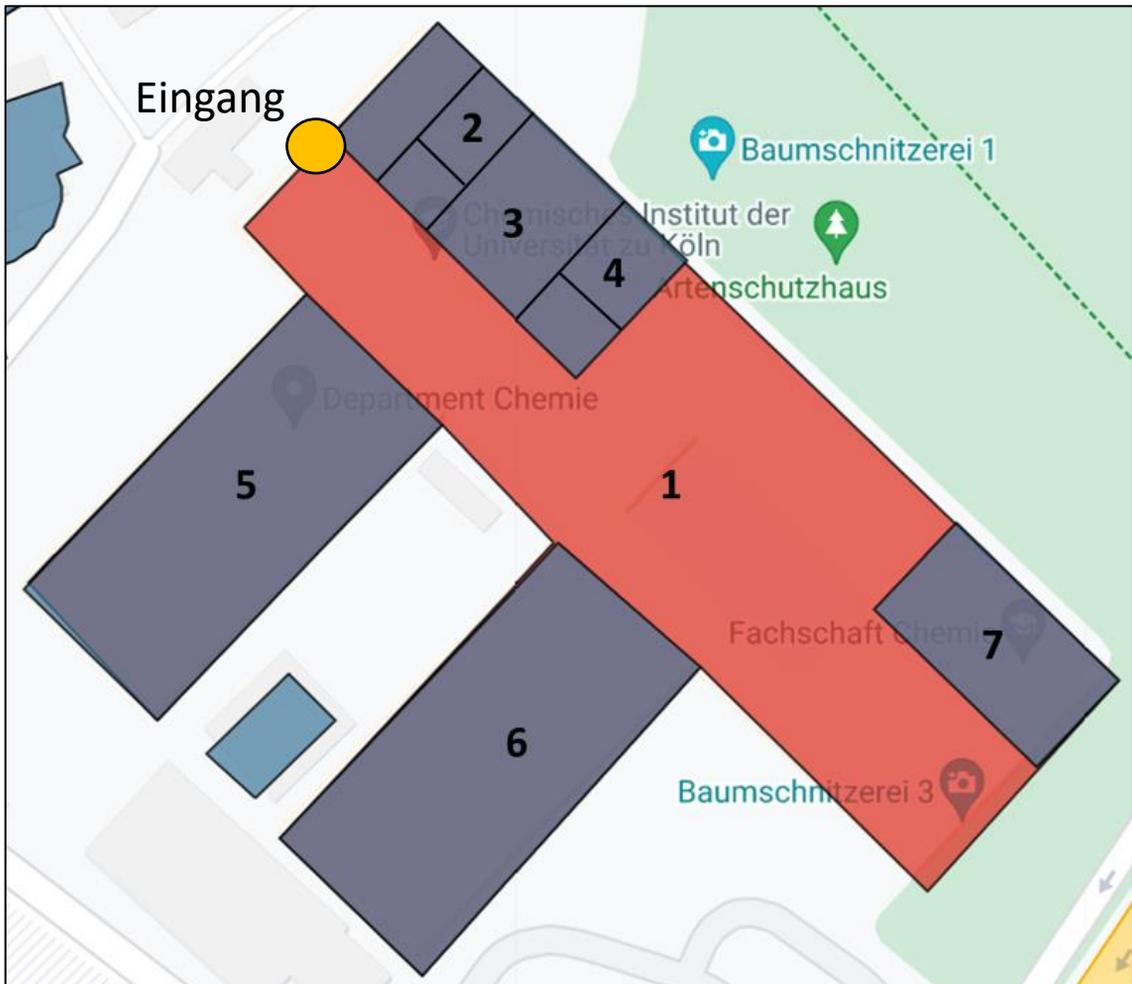 Eingang
2
Baumschnitzerei 1
3
Chemisches Institut der
Universität zu Köln
4
Artenschutzhaus
Department Chemie
5
1
Fachschaft Chemie
7
6
Baumschnitzerei 3